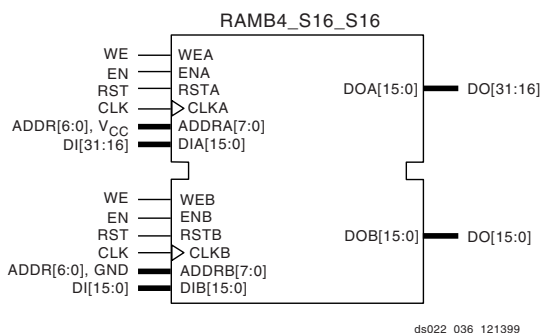 RAMB4_S16_S16
WE WEA
EN ENA
RST RSTA DOA[15:0] DO[31:16]
CLK CLKA
ADDR[6:0], VCC ADDRA[7:0]
DI[31:16] DIA[15:0]
WE WEB
EN ENB
RST RSTB DOB[15:0] DO[15:0]
CLK CLKB
ADDR[6:0], GND ADDRB[7:0]
DI[15:0] DIB[15:0]
ds022_036_121399